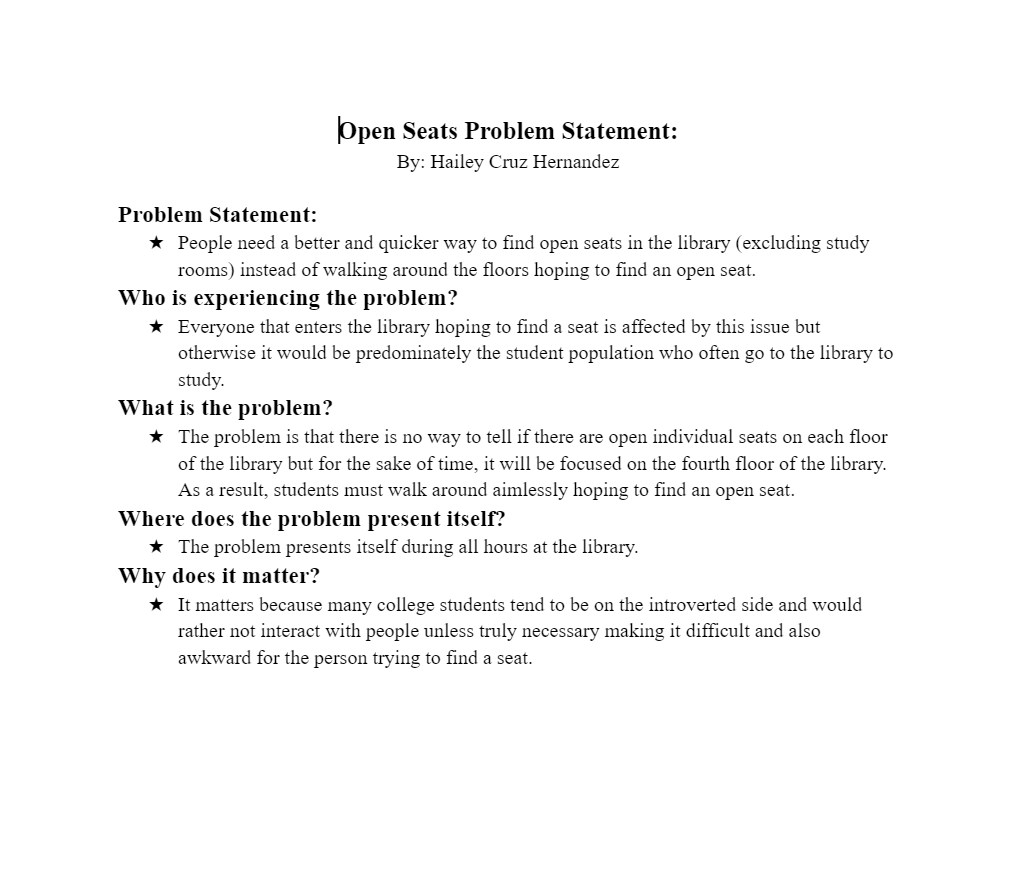 Open Seats Problem Statement:
By: Hailey Cruz Hernandez
Problem Statement:
★ People need a better and quicker way to find open seats in the library (excluding study
rooms) instead of walking around the floors hoping to find an open seat.
Who is experiencing the problem?
★ Everyone that enters the library hoping to find a seat is affected by this issue but
otherwise it would be predominately the student population who often go to the library to
study.
What is the problem?
★ The problem is that there is no way to tell if there are open individual seats on each floor
of the library but for the sake of time, it will be focused on the fourth floor of the library.
As a result, students must walk around aimlessly hoping to find an open seat.
Where does the problem present itself?
★ The problem presents itself during all hours at the library.
Why does it matter?
★ It matters because many college students tend to be on the introverted side and would
rather not interact with people unless truly necessary making it difficult and also
awkward for the person trying to find a seat.